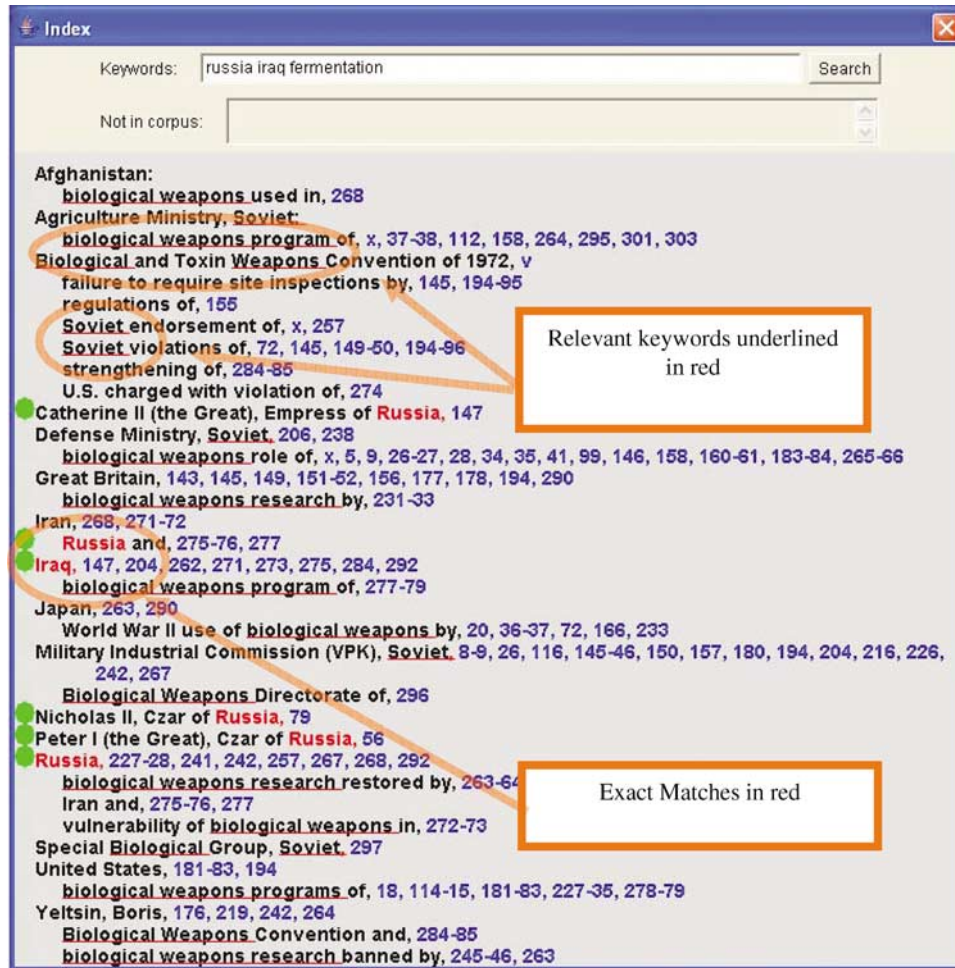 Index
Keywords: russia iraq fermentation Search
Not in corpus:
Afghanistan:
biological weapons used in, 268
Agriculture Ministry, Soviet:
biological weapons program of, x, 37-38, 112, 158, 264, 295, 301, 303
Biological and Toxin Weapons Convention of 1972, v
failure to require site inspections by, 145, 194-95
regulations of, 155
Soviet endorsement of, x, 257
Soviet violations of, 72, 145, 149-50, 194-96
strengthening of, 284-85
U.S. charged with violation of, 274
Relevant keywords underlined
in red
Catherine II (the Great), Empress of Russia, 147
Defense Ministry, Soviet, 206, 238
biological weapons role of, x, 5, 9, 26-27, 28, 34, 35, 41, 99, 146, 158, 160-61, 183-84, 265-66
Great Britain, 143, 145, 149, 151-52, 156, 177, 178, 194, 290
biological weapons research by, 231-33
Iran, 268, 271-72
Russia and, 275-76, 277
Iraq, 147, 204, 262, 271, 273, 275, 284, 292
biological weapons program of, 277-79
Japan, 263, 290
World War II use of biological weapons by, 20, 36-37, 72, 166, 233
Military Industrial Commission (VPK), Soviet, 8-9, 26, 116, 145-46, 150, 157, 180, 194, 204, 216, 226,
242, 267
Biological Weapons Directorate of, 296
Nicholas II, Czar of Russia, 79
Peter I (the Great), Czar of Russia, 56
Russia, 227-28, 241, 242, 257, 267, 268, 292
biological weapons research restored by, 263-64
Iran and, 275-76, 277
vulnerability of biological weapons in, 272-73
Exact Matches in red
Special Biological Group, Soviet, 297
United States, 181-83, 194
biological weapons programs of, 18, 114-15, 181-83, 227-35, 278-79
Yeltsin, Boris, 176, 219, 242, 264
Biological Weapons Convention and, 284-85
biological weapons research banned by, 245-46, 263